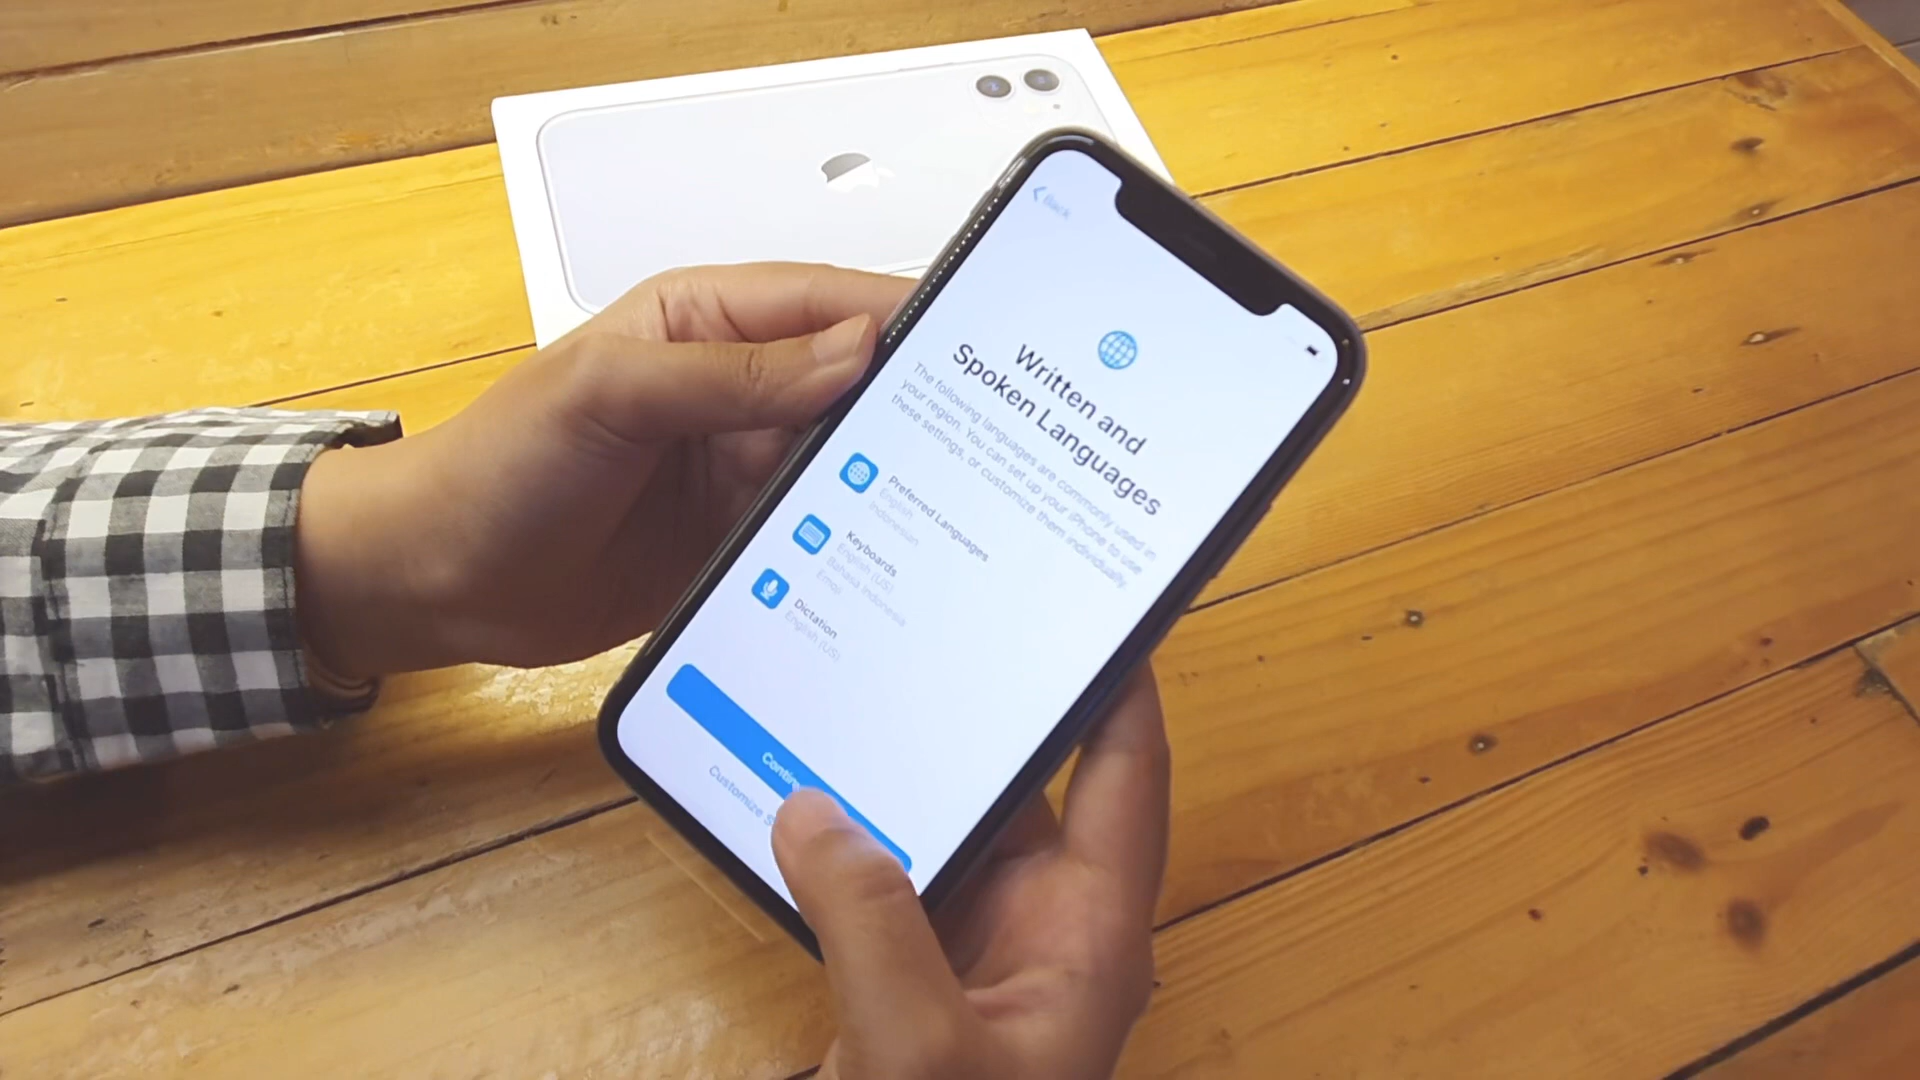 Back
Written and
Spoken Languages
The following languages are commonly used in
your region. You can set up your iPhone to use
these settings, or customize them individually.
Preferred Languages
English
Indonesian
Keyboards
English (US)
Bahasa Indonesia
Emoji
Dictation
English (US)
Contin
Customize S